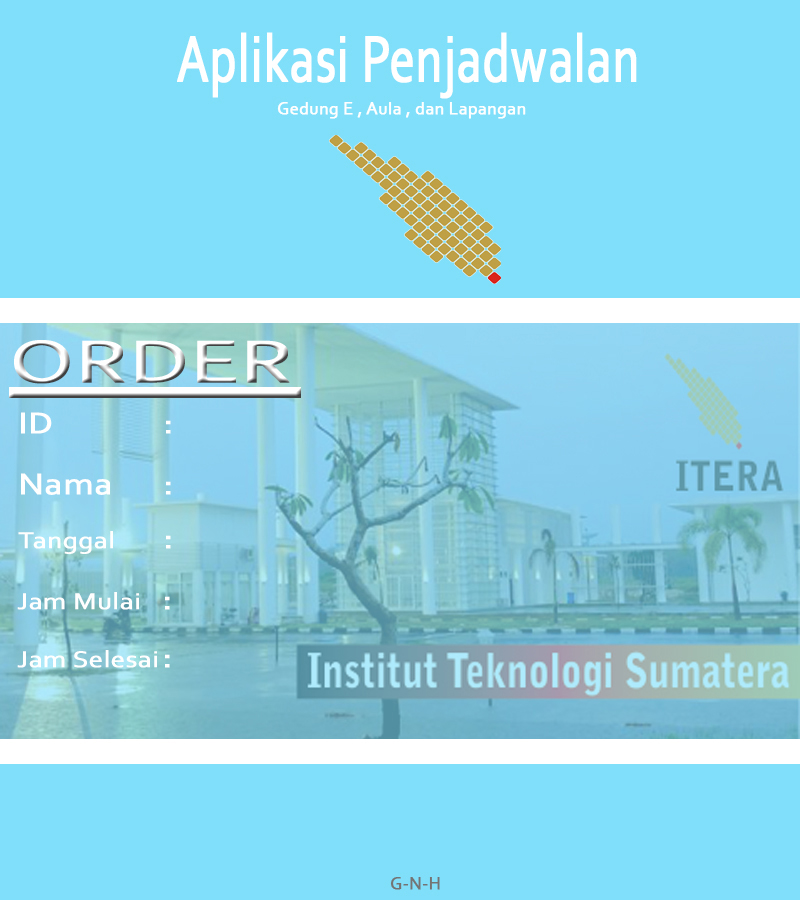 Aplikasi Penjadwalan
Gedung E , Aula , dan Lapangan
ORDER
ID :
Nama :
ITERA
Tanggal :
Jam Mulai :
Jam Selesai :
Institut Teknologi Sumatera
G-N-H